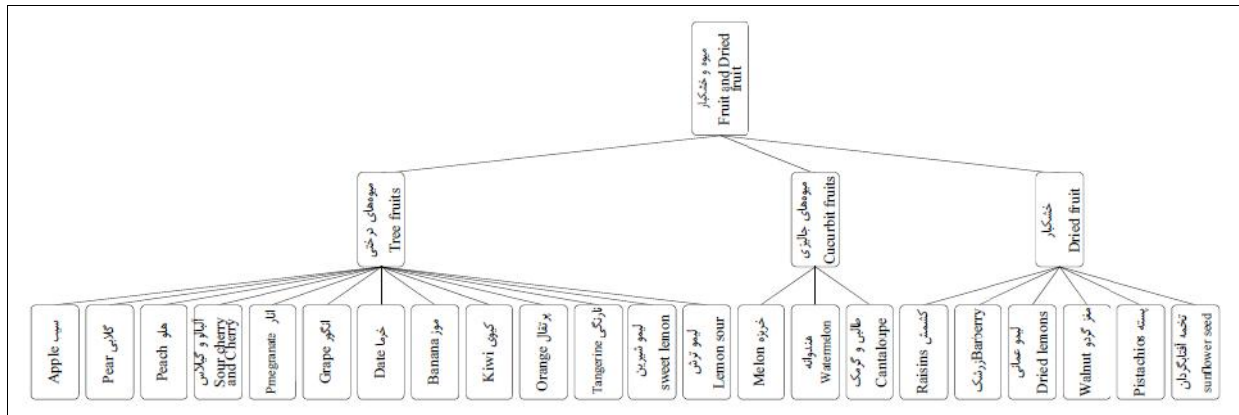 میوه و خشکبار
Fruit and Dried
fruit
میوه‌های درختی
Tree fruits
میوه‌های جالیزی
Cucurbit fruits
خشکبار
Dried fruit
سیب Apple
گلابی Pear
هلو Peach
آلبالو و گیلاس
Sour cherry
and Cherry
انار Pmegranate
انگور Grape
خرما Date
موز Banana
کیوی Kiwi
پرتقال Orange
نارنگی Tangerine
لیمو شیرین
sweet lemon
لیمو ترش
Lemon sour
خربزه Melon
هندوانه
Watermelon
طالبی و گرمک
Cantaloupe
کشمش Raisins
زرشک Barberry
لیمو عمانی
Dried lemons
مغز گردو Walnut
پسته Pistachios
تخمه آفتابگردان
sunflower seed